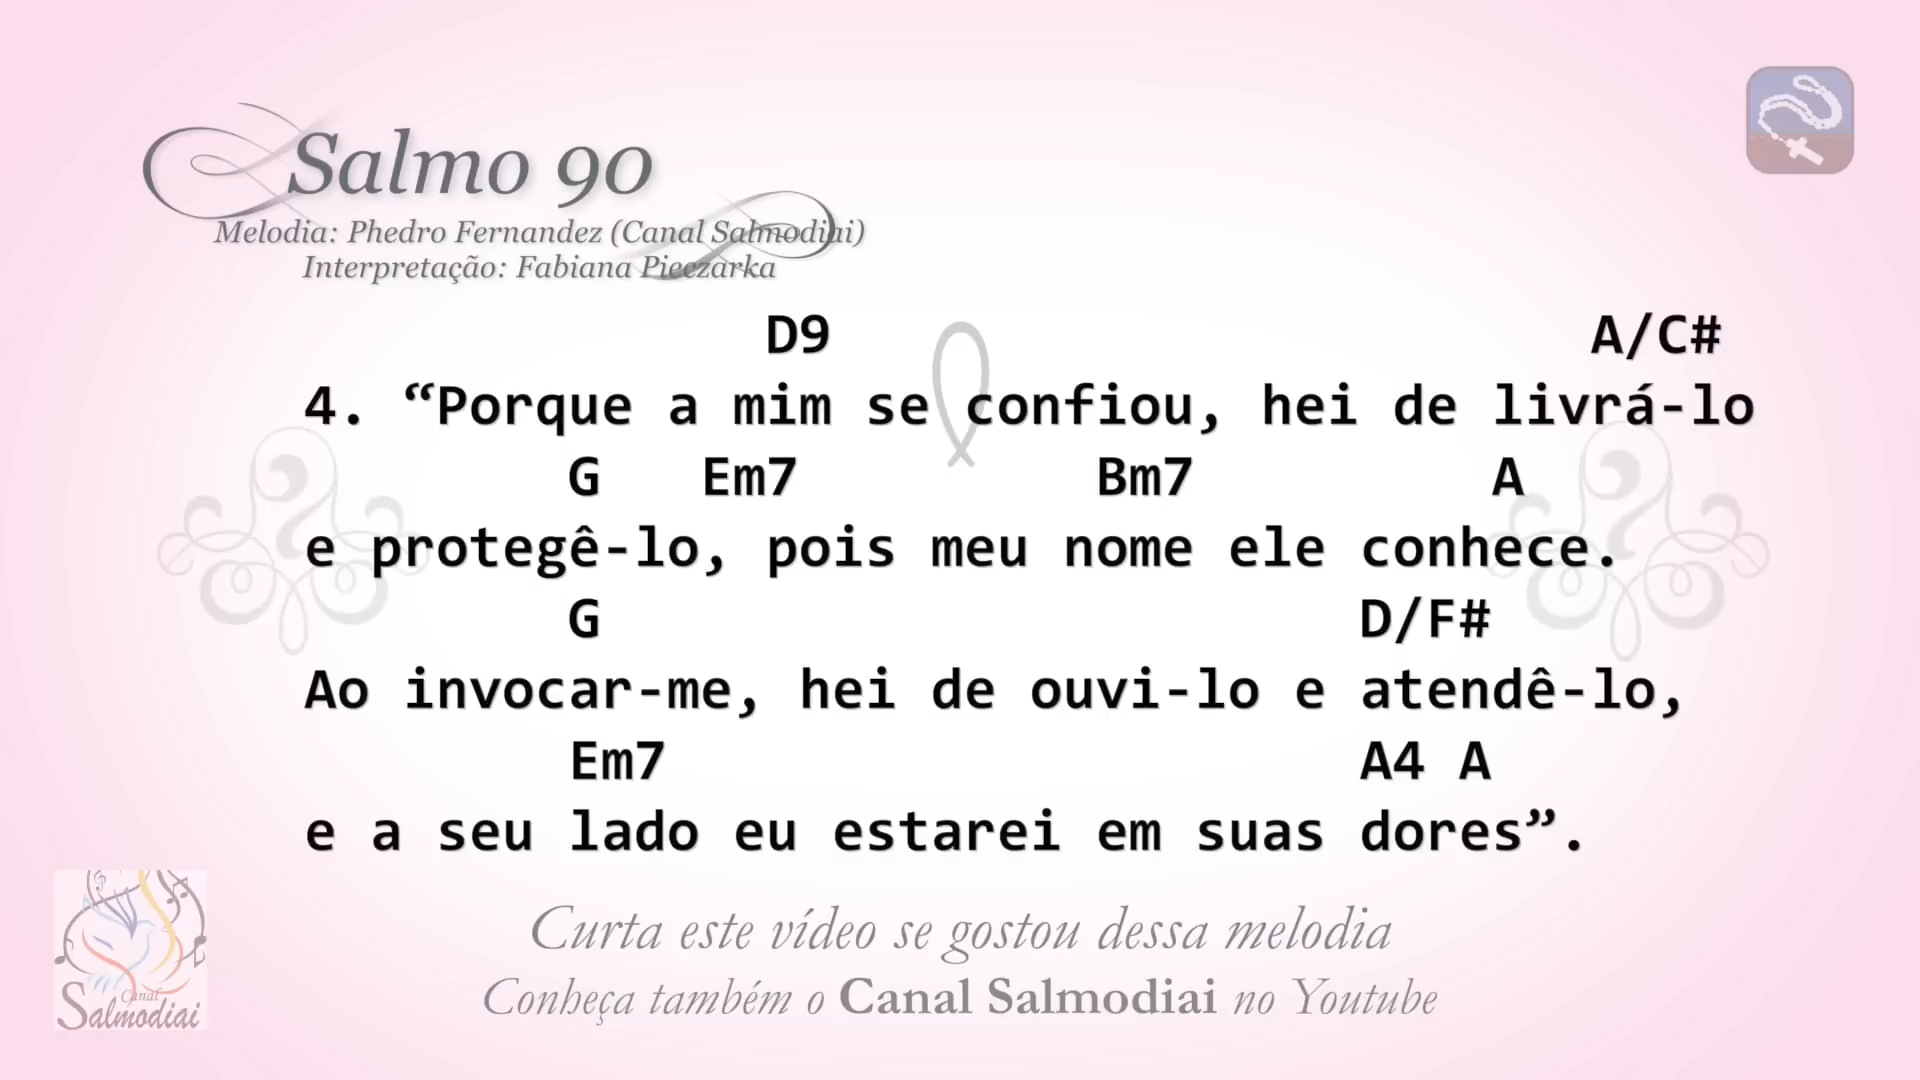 Salmo 90
Melodia: Phedro Fernandez (Canal Salmodiai)
Interpretação: Fabiana Pieczarka
D9 A/C#
4. “Porque a mim se confiou, hei de livrá-lo
G Em7 Bm7 A
e protegê-lo, pois meu nome ele conhece.
G D/F#
Ao invocar-me, hei de ouvi-lo e atendê-lo,
Em7 A4 A
e a seu lado eu estarei em suas dores”.
Curta este vídeo se gostou dessa melodia
Conheça também o Canal Salmodiai no Youtube
Canal
Salmodiai